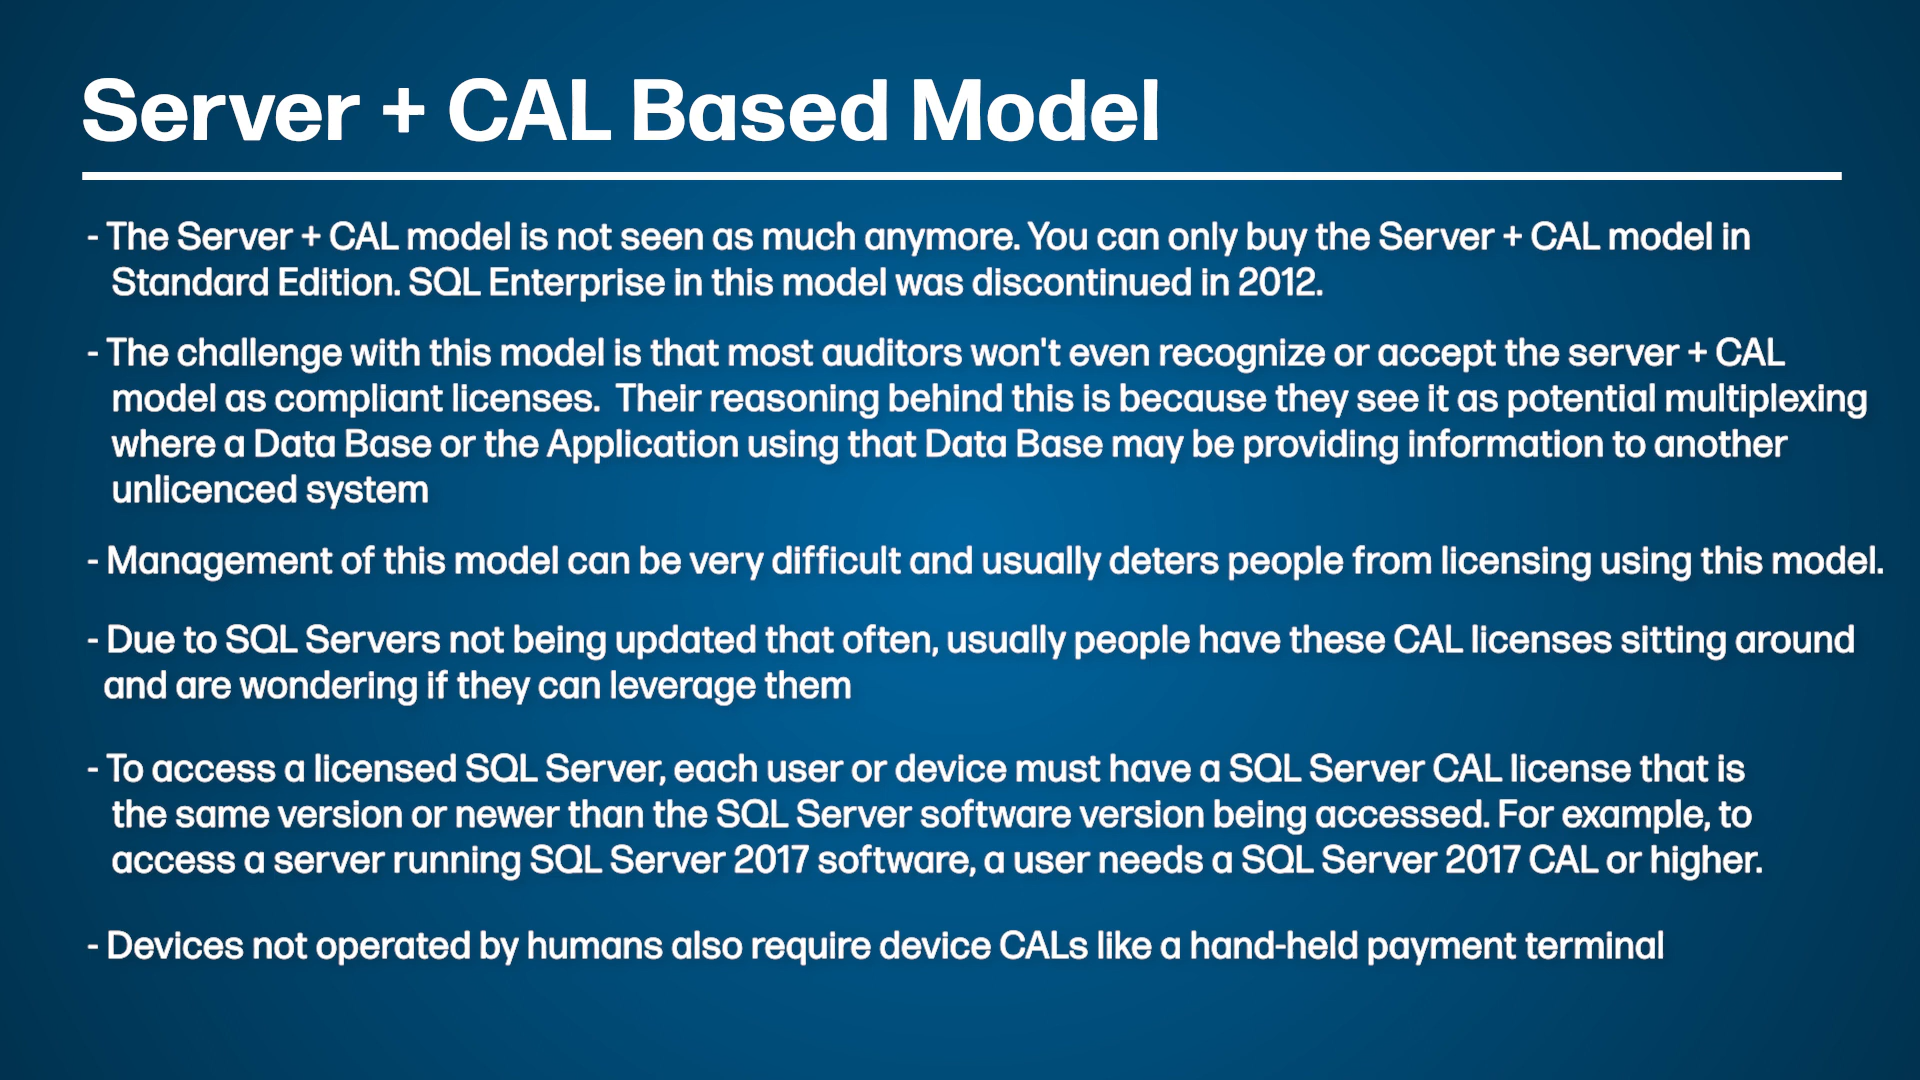 Server + CAL Based Model
- The Server + CAL model is not seen as much anymore. You can only buy the Server + CAL model in
Standard Edition. SQL Enterprise in this model was discontinued in 2012.
- The challenge with this model is that most auditors won't even recognize or accept the server + CAL
model as compliant licenses.  Their reasoning behind this is because they see it as potential multiplexing
where a Data Base or the Application using that Data Base may be providing information to another
unlicenced system
- Management of this model can be very difficult and usually deters people from licensing using this model.
- Due to SQL Servers not being updated that often, usually people have these CAL licenses sitting around
and are wondering if they can leverage them
- To access a licensed SQL Server, each user or device must have a SQL Server CAL license that is
the same version or newer than the SQL Server software version being accessed. For example, to
access a server running SQL Server 2017 software, a user needs a SQL Server 2017 CAL or higher.
- Devices not operated by humans also require device CALs like a hand-held payment terminal